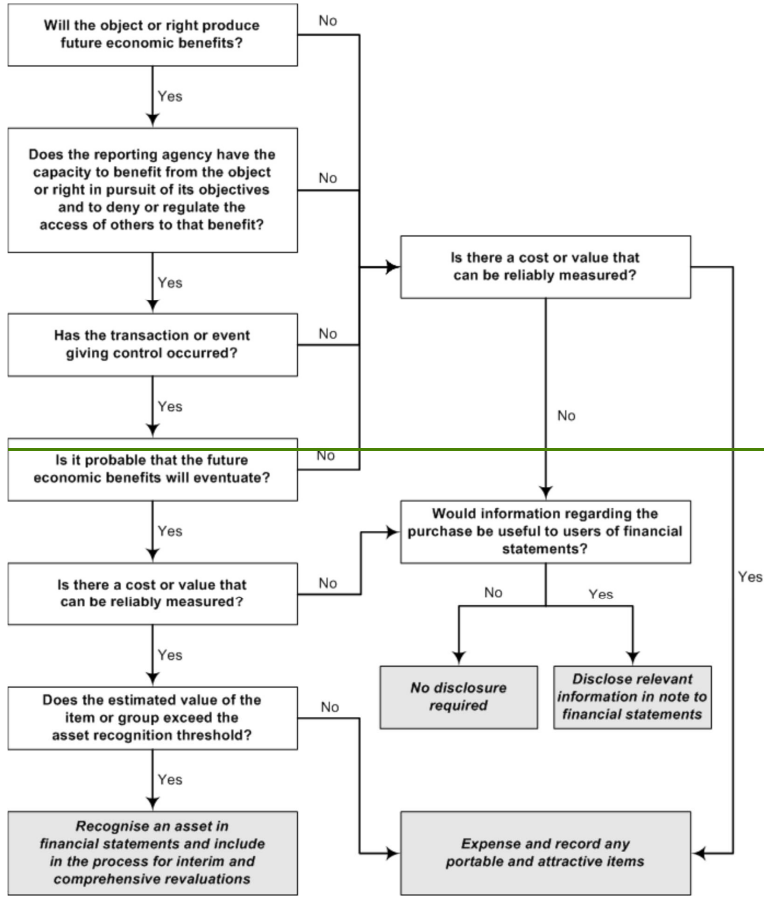 Will the object or right produce
future economic benefits?
No
Yes
Does the reporting agency have the
capacity to benefit from the object
or right in pursuit of its objectives
and to deny or regulate the
access of others to that benefit?
No
Yes
Has the transaction or event
giving control occurred?
No
Yes
Is it probable that the future
economic benefits will eventuate?
No
Yes
Is there a cost or value that
can be reliably measured?
No
Yes
Does the estimated value of the
item or group exceed the
asset recognition threshold?
No
Yes
Recognise an asset in
financial statements and include
in the process for interim and
comprehensive revaluations
Is there a cost or value that
can be reliably measured?
No
Yes
Would information regarding the
purchase be useful to users of financial
statements?
No
Yes
No disclosure
required
Disclose relevant
information in note to
financial statements
Expense and record any
portable and attractive items